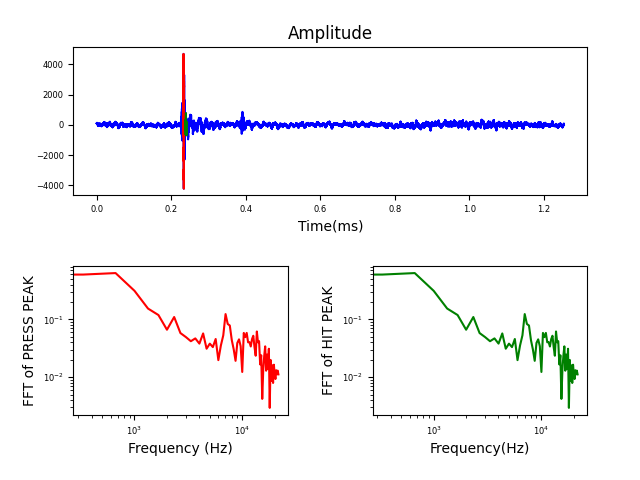 Amplitude
4000
2000
0
−2000
−4000
0.0 0.2 0.4 0.6 0.8 1.0 1.2
Time(ms)
FFT of PRESS PEAK
10⁻¹
10⁻²
10³ 10⁴
Frequency (Hz)
FFT of HIT PEAK
10⁻¹
10⁻²
10³ 10⁴
Frequency(Hz)